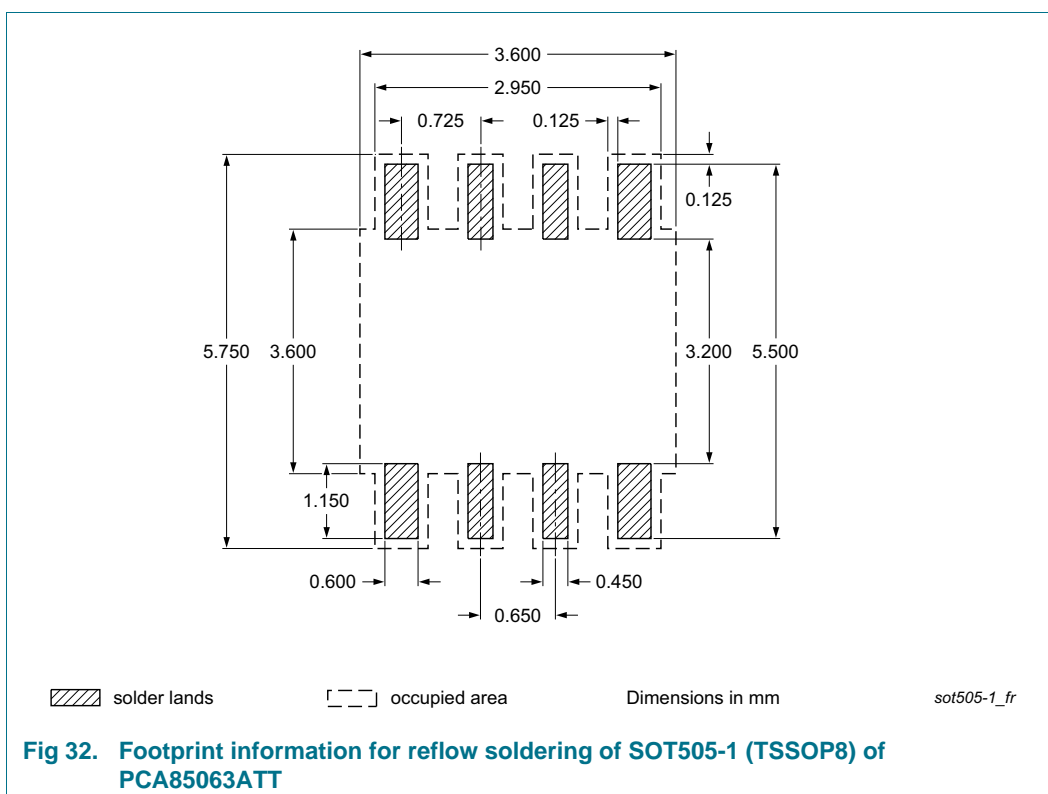 3.600
2.950
0.725 0.125
0.125
5.750 3.600 3.200 5.500
1.150
0.600 0.450
0.650
solder lands occupied area Dimensions in mm sot505-1_fr
Fig 32. Footprint information for reflow soldering of SOT505-1 (TSSOP8) of
PCA85063ATT